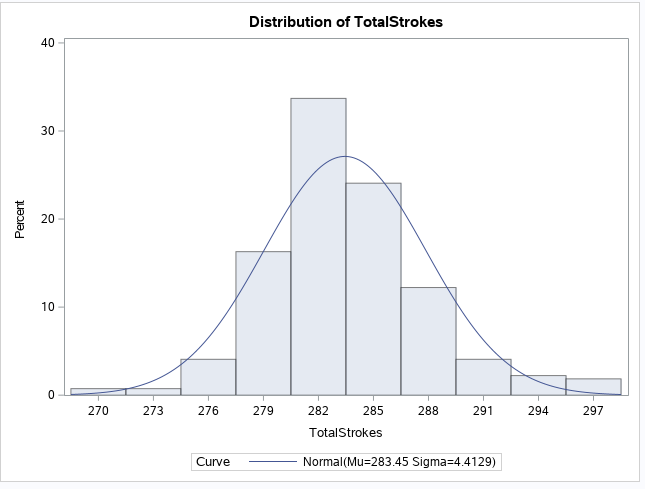 Distribution of TotalStrokes
40
30
20
10
0
Percent
270 273 276 279 282 285 288 291 294 297
TotalStrokes
Curve Normal(Mu=283.45 Sigma=4.4129)